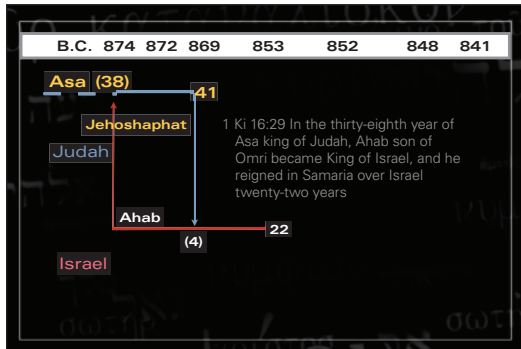 B.C. 874 872 869 853 852 848 841
Asa (38)
41
Jehoshaphat
Judah
1 Ki 16:29 In the thirty-eighth year of
Asa king of Judah, Ahab son of
Omri became King of Israel, and he
reigned in Samaria over Israel
twenty-two years
Ahab
22
(4)
Israel
σωτηρ